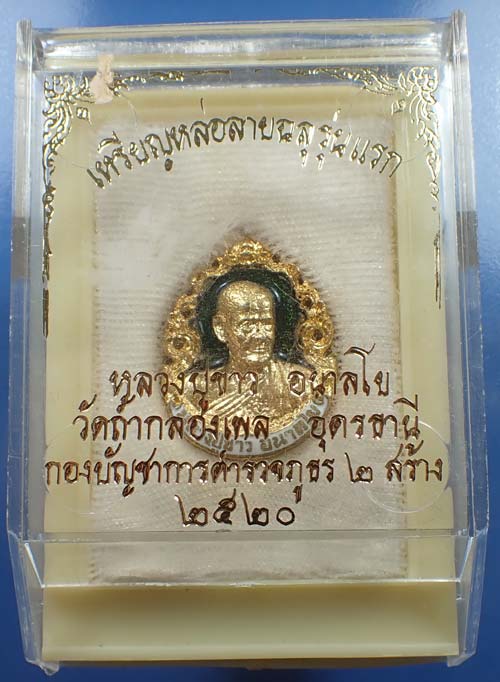 เหรียญหล่อลายฉลุรุ่นแรก
หลวงปู่ขาว อนาลโย
วัดถ้ำกลองเพล อุดรธานี
กองบัญชาการตำรวจภูธร ๒ สร้าง
๒๕๒๐